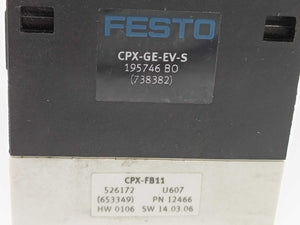 FESTO
CPX-GE-EV-S
195746 BO
(738382)
CPX-FB11
526172 U607
(653349) PN 12466
HW 0106 SW 14.03.06